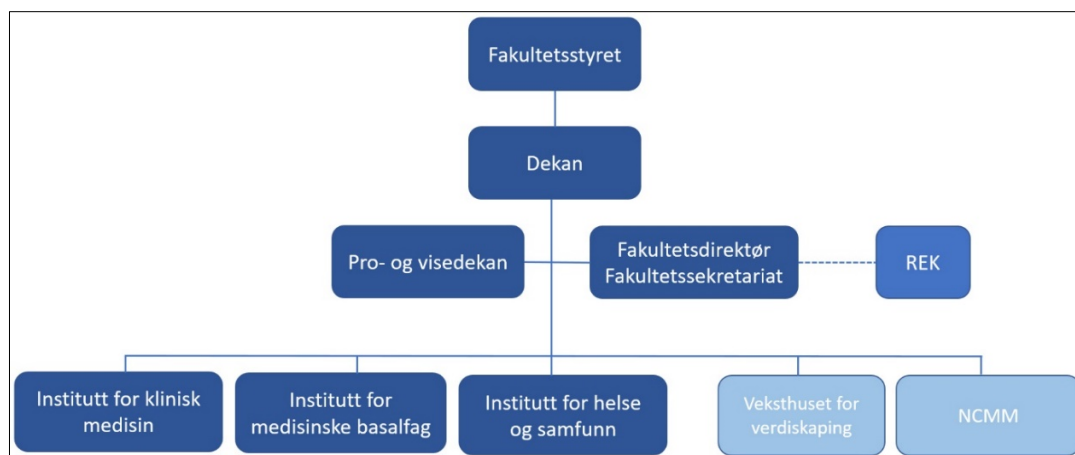 Fakultetsstyret
Dekan
Pro- og visedekan
Fakultetsdirektør
Fakultetssekretariat
REK
Institutt for klinisk
medisin
Institutt for
medisinske basalfag
Institutt for helse
og samfunn
Veksthuset for
verdiskaping
NCMM